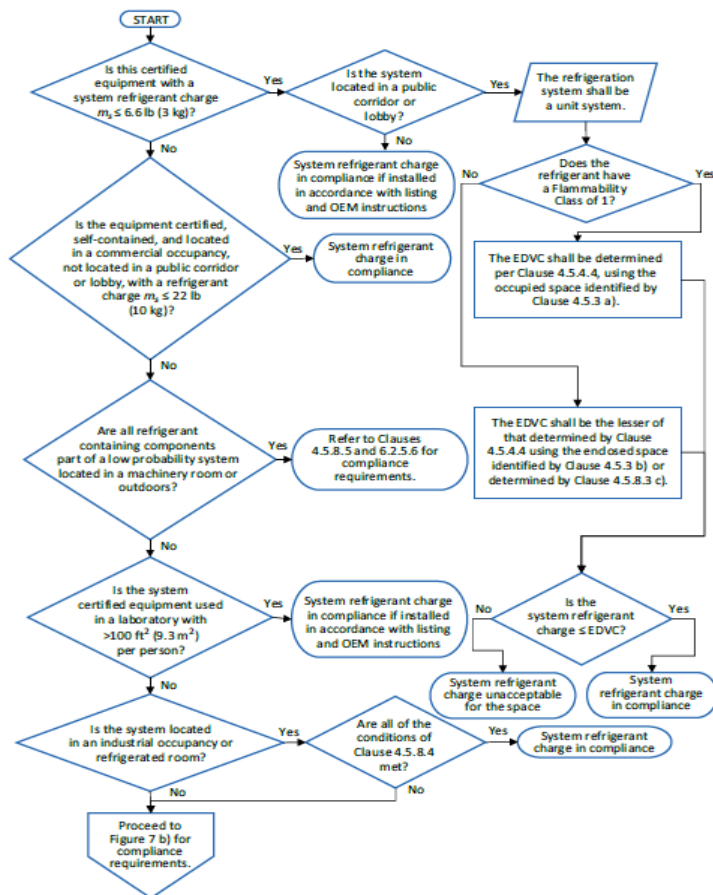 START
Is this certified
equipment with a
system refrigerant charge
mₛ ≤ 6.6 lb (3 kg)?
Yes
Is the system
located in a public
corridor or
lobby?
Yes
The refrigeration
system shall be
a unit system.
No
No
System refrigerant charge
in compliance if installed
in accordance with listing
and OEM instructions
No
Does the
refrigerant have
a Flammability
Class of 1?
Yes
Is the equipment certified,
self-contained, and located
in a commercial occupancy,
not located in a public corridor
or lobby, with a refrigerant
charge mₛ ≤ 22 lb
(10 kg)?
Yes
System refrigerant
charge in
compliance
The EDVC shall be determined
per Clause 4.5.4.4, using the
occupied space identified by
Clause 4.5.3 a).
No
Are all refrigerant
containing components
part of a low probability system
located in a machinery room or
outdoors?
Yes
Refer to Clauses
4.5.8.5 and 6.2.5.6 for
compliance
requirements.
The EDVC shall be the lesser of
that determined by Clause
4.5.4.4 using the enclosed space
identified by Clause 4.5.3 b) or
determined by Clause 4.5.8.3 c).
No
Is the system
certified equipment used
in a laboratory with
>100 ft² (9.3 m²)
per person?
Yes
System refrigerant charge
in compliance if installed
in accordance with listing
and OEM instructions
No
Is the
system refrigerant
charge ≤ EDVC?
Yes
System refrigerant
charge unacceptable
for the space
System
refrigerant charge
in compliance
No
Is the system located
in an industrial occupancy or
refrigerated room?
Yes
Are all of the
conditions of
Clause 4.5.8.4
met?
Yes
System refrigerant
charge in compliance
No
No
Proceed to
Figure 7 b) for
compliance
requirements.